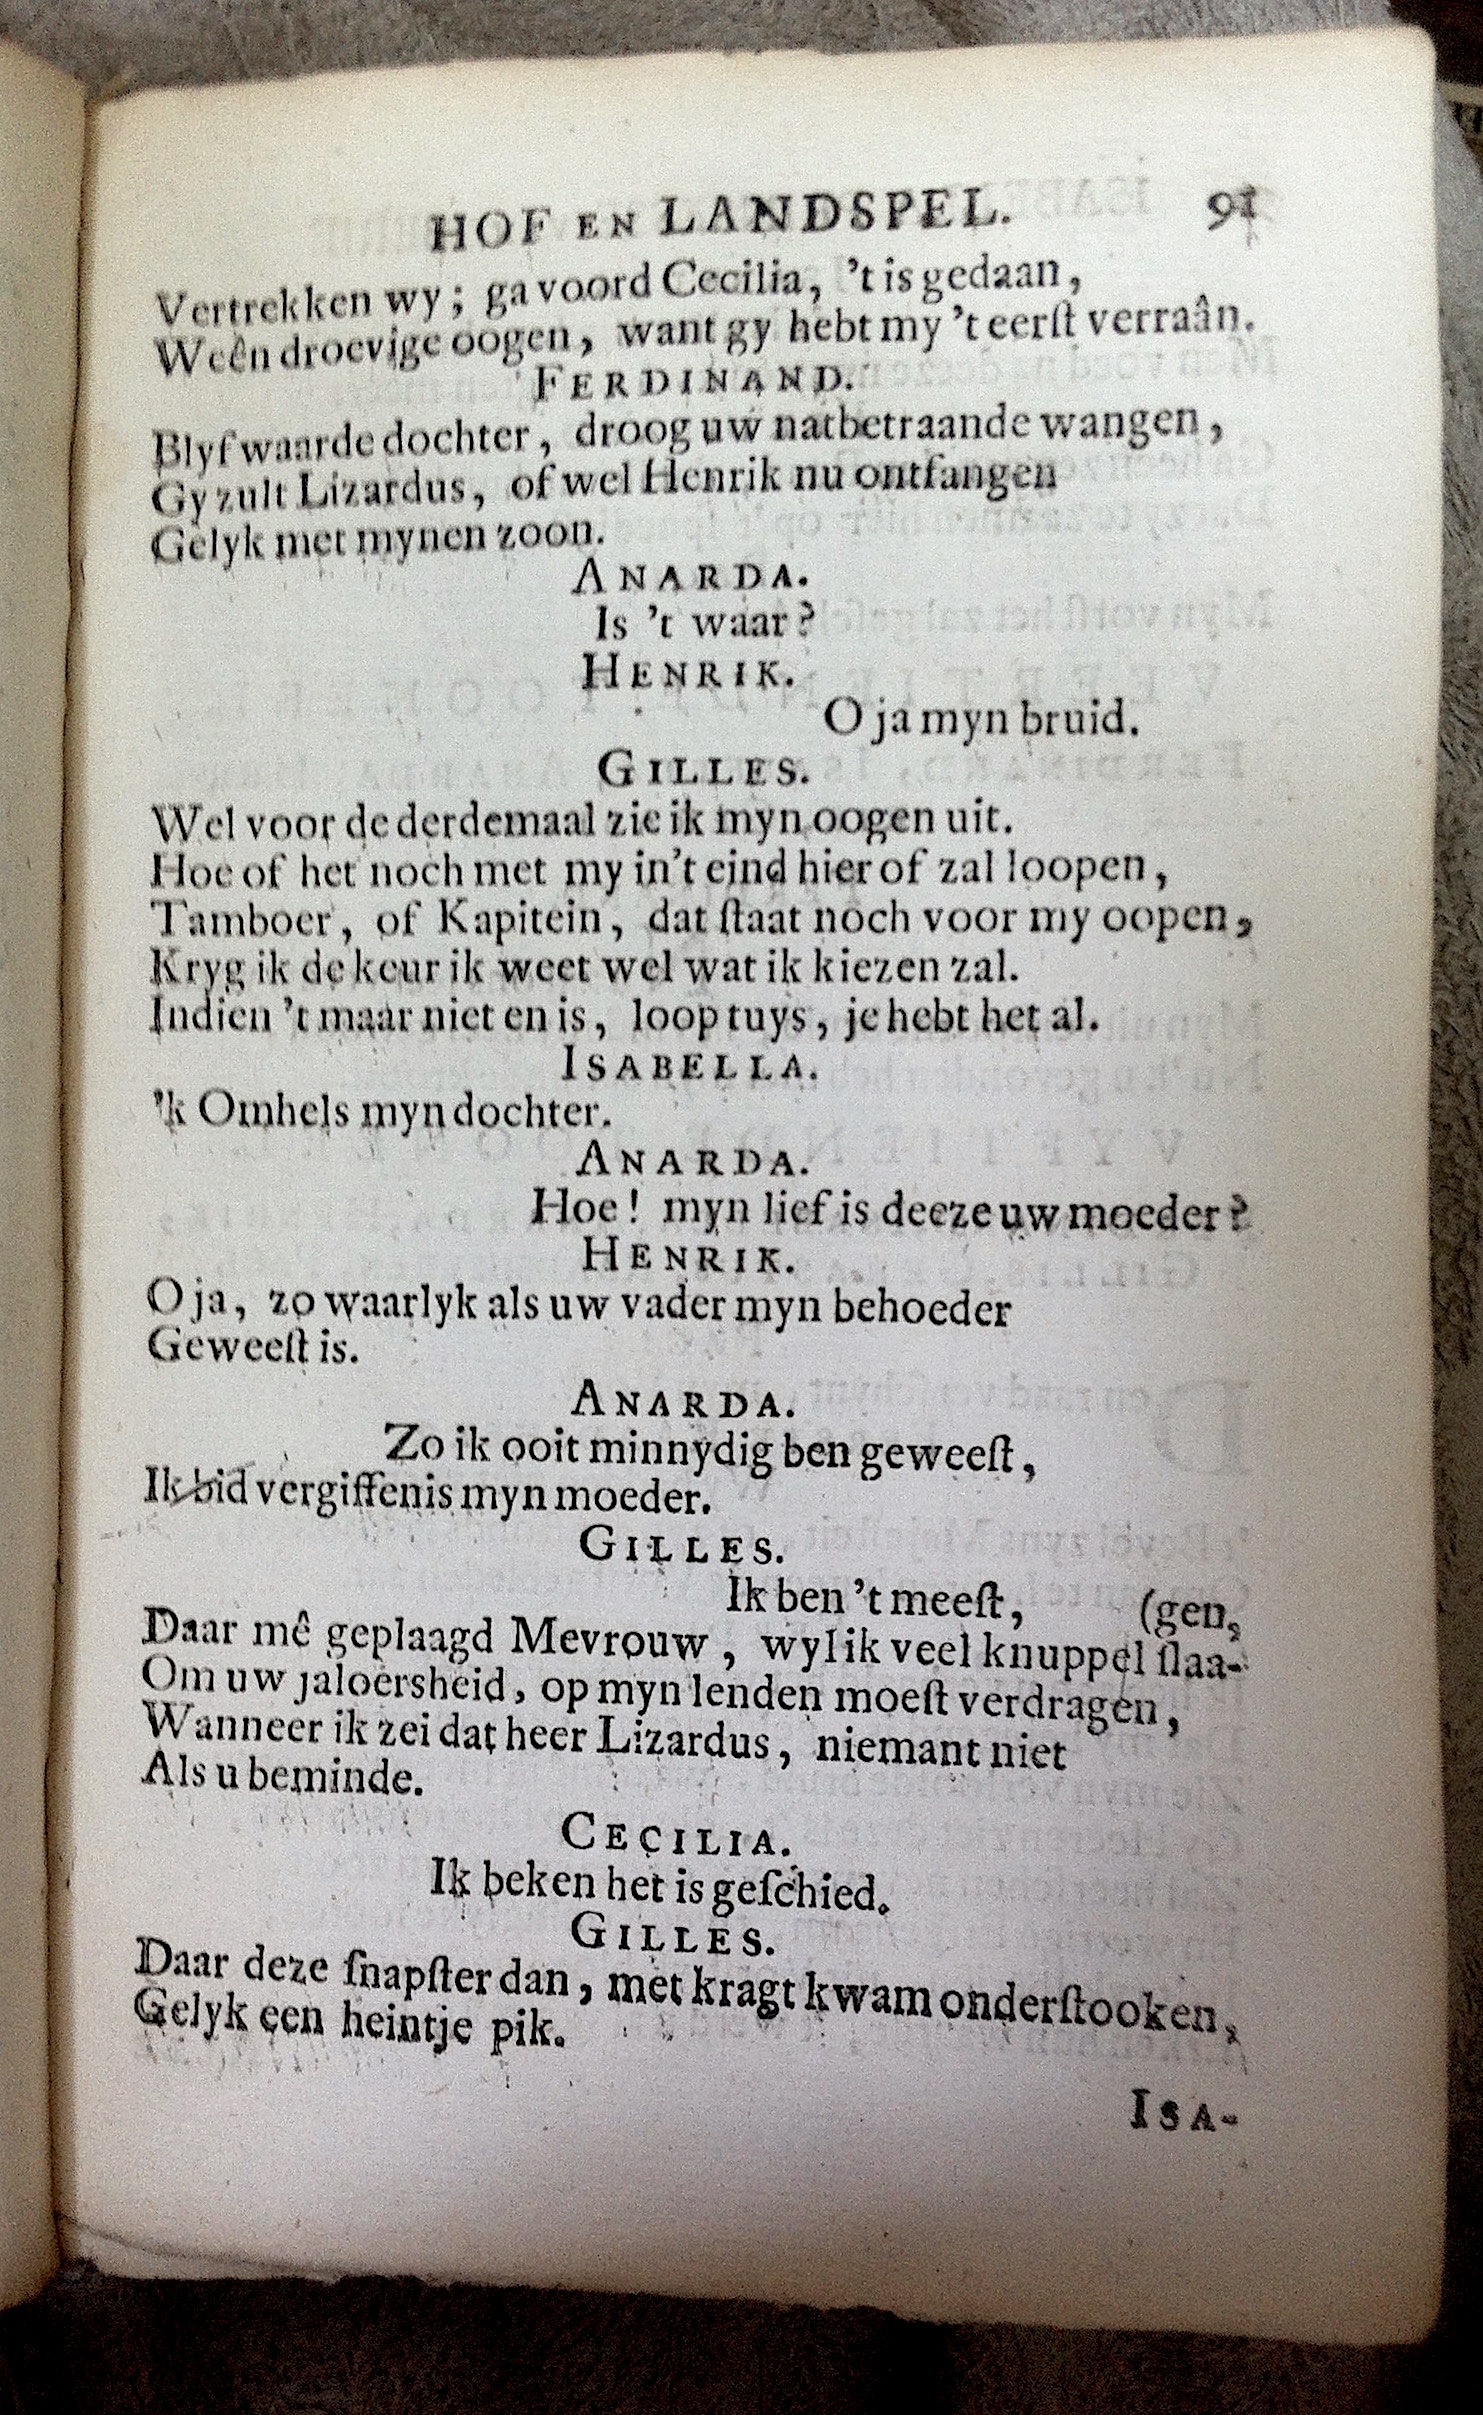 HOF EN LANDSPEL. 91
Vertrekken wy; ga voord Cecilia, 't is gedaan,
Weên droevige oogen, want gy hebt my 't eerſt verraân.
FERDINAND.
Blyf waarde dochter, droog uw natbetraande wangen,
Gy zult Lizardus, of wel Henrik nu ontfangen
Gelyk met mynen zoon.
ANARDA.
Is 't waar?
HENRIK.
O ja myn bruid.
GILLES.
Wel voor de derdemaal zie ik myn oogen uit.
Hoe of het noch met my in't eind hier of zal loopen,
Tamboer, of Kapitein, dat ſtaat noch voor my oopen,
Kryg ik de keur ik weet wel wat ik kiezen zal.
Indien 't maar niet en is, loop tuys, je hebt het al.
ISABELLA.
'k Omhels myn dochter.
ANARDA.
Hoe! myn lief is deeze uw moeder?
HENRIK.
O ja, zo waarlyk als uw vader myn behoeder
Geweeſt is.
ANARDA.
Zo ik ooit minnydig ben geweeſt,
Ik bid vergiffenis myn moeder.
GILLES.
Ik ben 't meeſt, (gen,
Daar mê geplaagd Mevrouw, wyl ik veel knuppel ſlaa-
Om uw jaloersheid, op myn lenden moeſt verdragen,
Wanneer ik zei dat heer Lizardus, niemant niet
Als u beminde.
CECILIA.
Ik beken het is geſchied.
GILLES.
Daar deze ſnapſter dan, met kragt kwam onderſtooken,
Gelyk een heintje pik.
ISA-